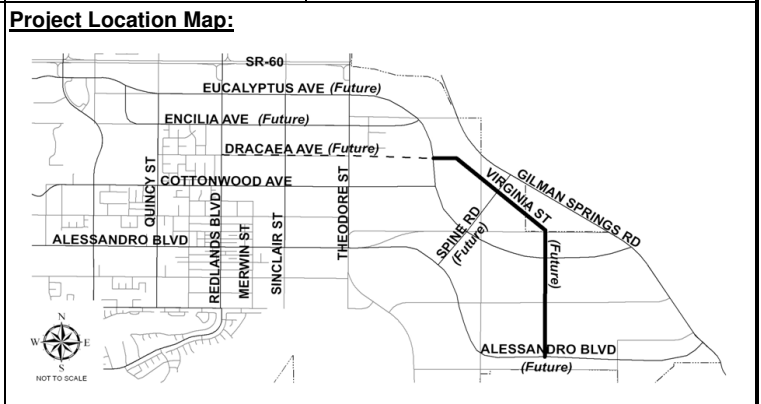 Project Location Map:
SR-60
EUCALYPTUS AVE (Future)
ENCILIA AVE (Future)
DRACAEA AVE (Future)
COTTONWOOD AVE
ALESSANDRO BLVD
QUINCY ST
REDLANDS BLVD
MERWIN ST
SINCLAIR ST
THEODORE ST
VIRGINIA ST
(Future)
GILMAN SPRINGS RD
SPINE RD
(Future)
ALESSANDRO BLVD
(Future)
N
W E
S
NOT TO SCALE